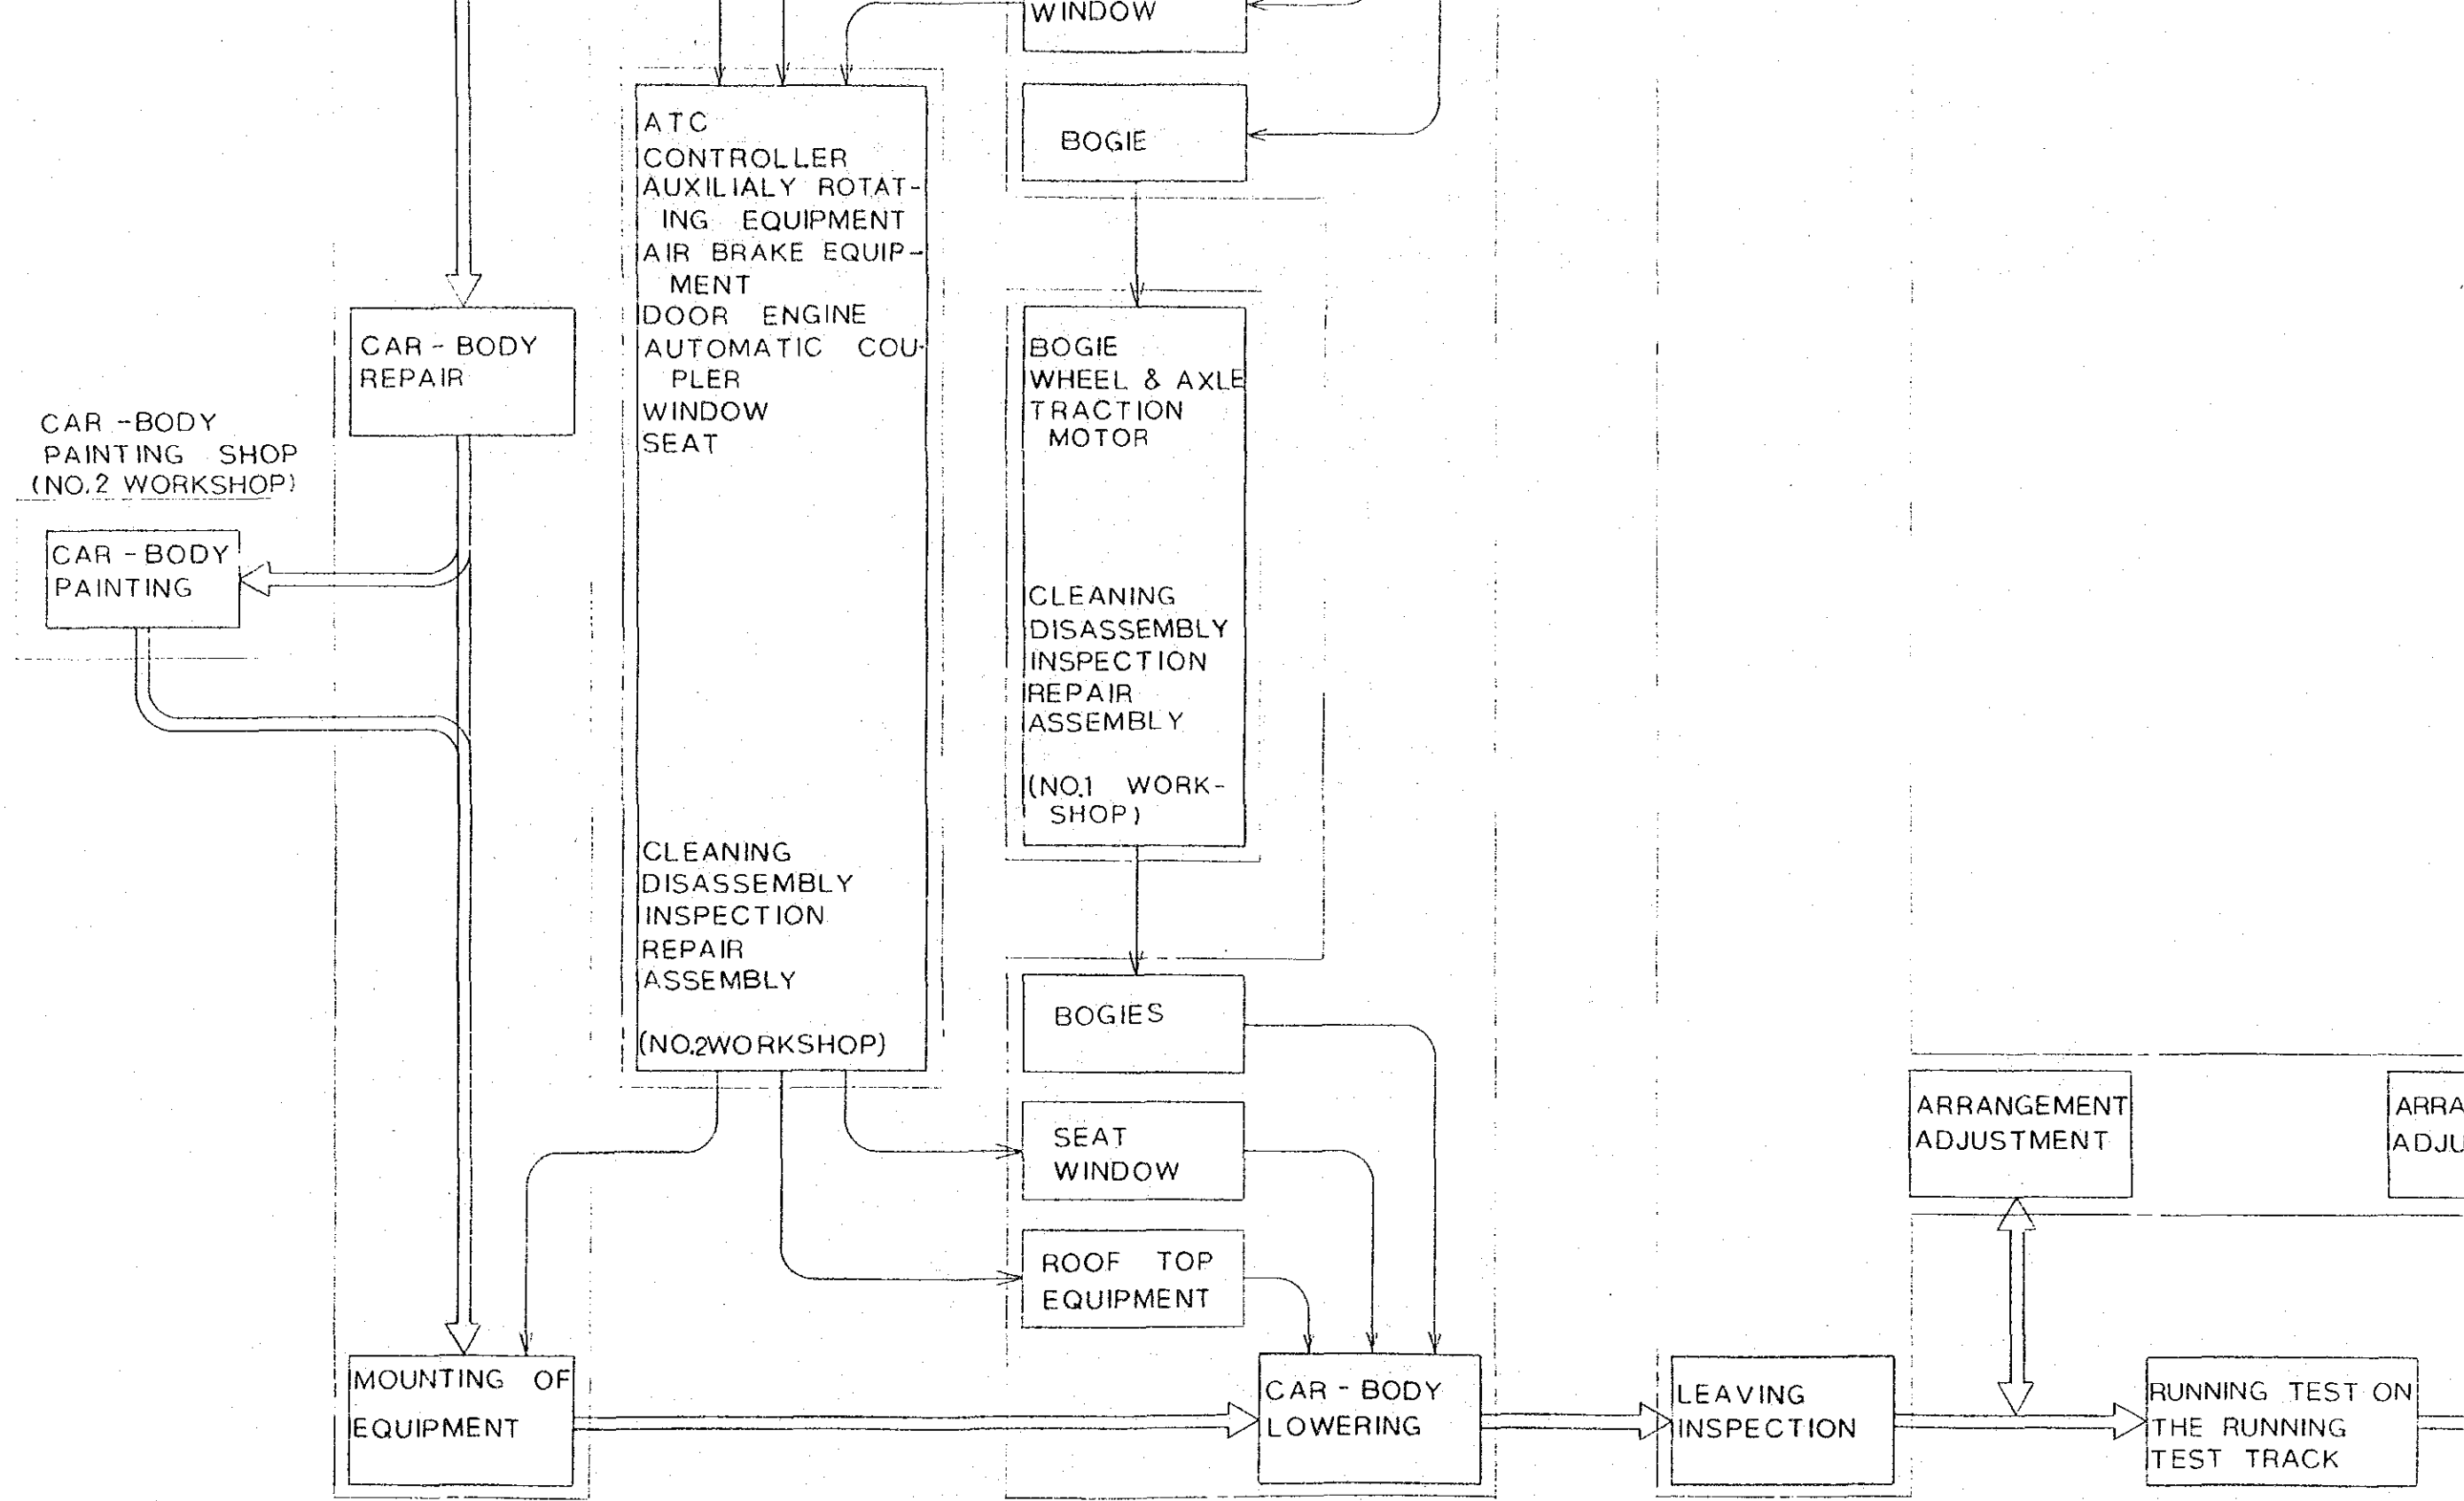 WINDOW
ATC
CONTROLLER
AUXILIALY ROTAT-
ING EQUIPMENT
AIR BRAKE EQUIP-
MENT
DOOR ENGINE
AUTOMATIC COU-
PLER
WINDOW
SEAT
CLEANING
DISASSEMBLY
INSPECTION
REPAIR
ASSEMBLY
(NO.2WORKSHOP)
BOGIE
CAR-BODY
REPAIR
CAR-BODY
PAINTING SHOP
(NO.2 WORKSHOP)
CAR-BODY
PAINTING
BOGIE
WHEEL & AXLE
TRACTION
MOTOR
CLEANING
DISASSEMBLY
INSPECTION
REPAIR
ASSEMBLY
(NO.1 WORK-
SHOP)
BOGIES
SEAT
WINDOW
ROOF TOP
EQUIPMENT
ARRANGEMENT
ADJUSTMENT
ARRA
ADJU
MOUNTING OF
EQUIPMENT
CAR-BODY
LOWERING
LEAVING
INSPECTION
RUNNING TEST ON
THE RUNNING
TEST TRACK